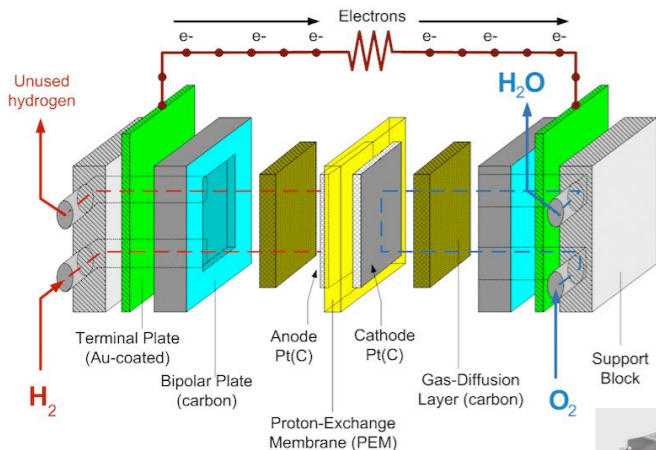 Electrons
e-
e-
e-
e-
e-
e-
Unused
hydrogen
H2O
Terminal Plate
(Au-coated)
Anode
Pt(C)
Cathode
Pt(C)
Support
Block
Bipolar Plate
(carbon)
Gas-Diffusion
Layer (carbon)
H2
O2
Proton-Exchange
Membrane (PEM)